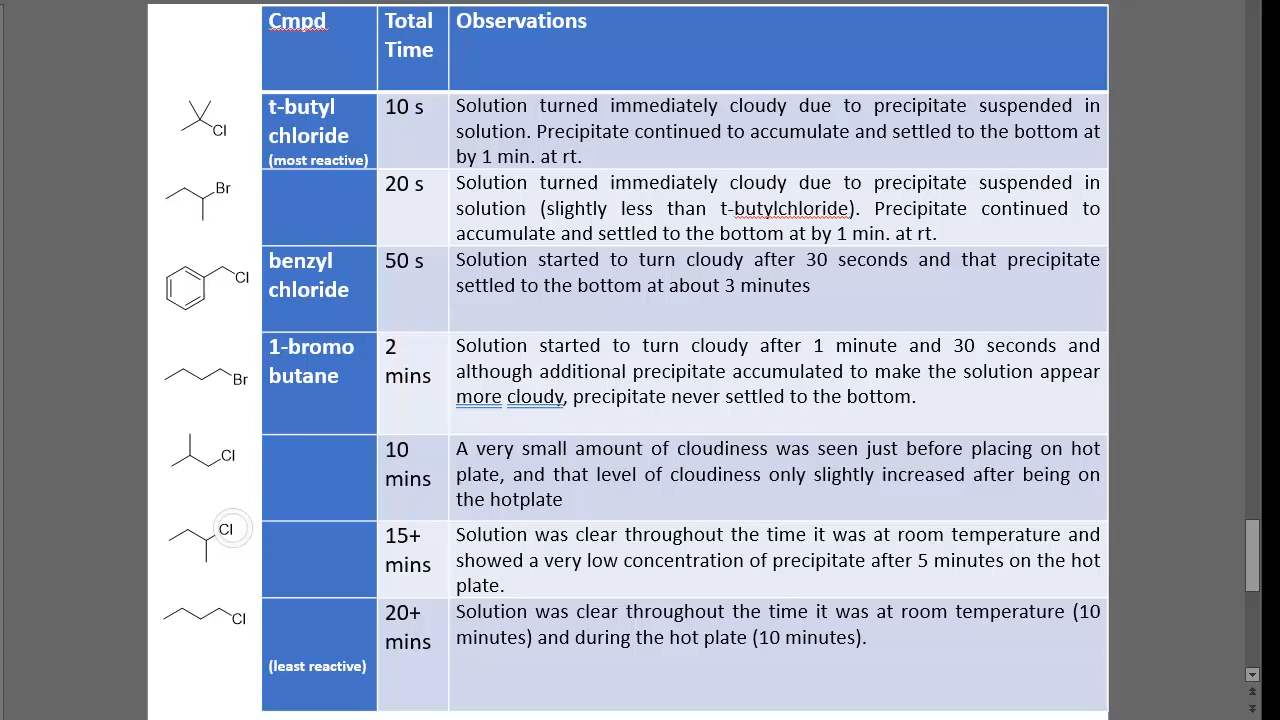 Cmpd
Total
Time
Observations
Cl
t-butyl
chloride
(most reactive)
10 s
Solution turned immediately cloudy due to precipitate suspended in
solution. Precipitate continued to accumulate and settled to the bottom at
by 1 min. at rt.
Br
20 s
Solution turned immediately cloudy due to precipitate suspended in
solution (slightly less than t-butylchloride). Precipitate continued to
accumulate and settled to the bottom at by 1 min. at rt.
Cl
benzyl
chloride
50 s
Solution started to turn cloudy after 30 seconds and that precipitate
settled to the bottom at about 3 minutes
Br
1-bromo
butane
2
mins
Solution started to turn cloudy after 1 minute and 30 seconds and
although additional precipitate accumulated to make the solution appear
more cloudy, precipitate never settled to the bottom.
Cl
10
mins
A very small amount of cloudiness was seen just before placing on hot
plate, and that level of cloudiness only slightly increased after being on
the hotplate
Cl
15+
mins
Solution was clear throughout the time it was at room temperature and
showed a very low concentration of precipitate after 5 minutes on the hot
plate.
Cl
(least reactive)
20+
mins
Solution was clear throughout the time it was at room temperature (10
minutes) and during the hot plate (10 minutes).